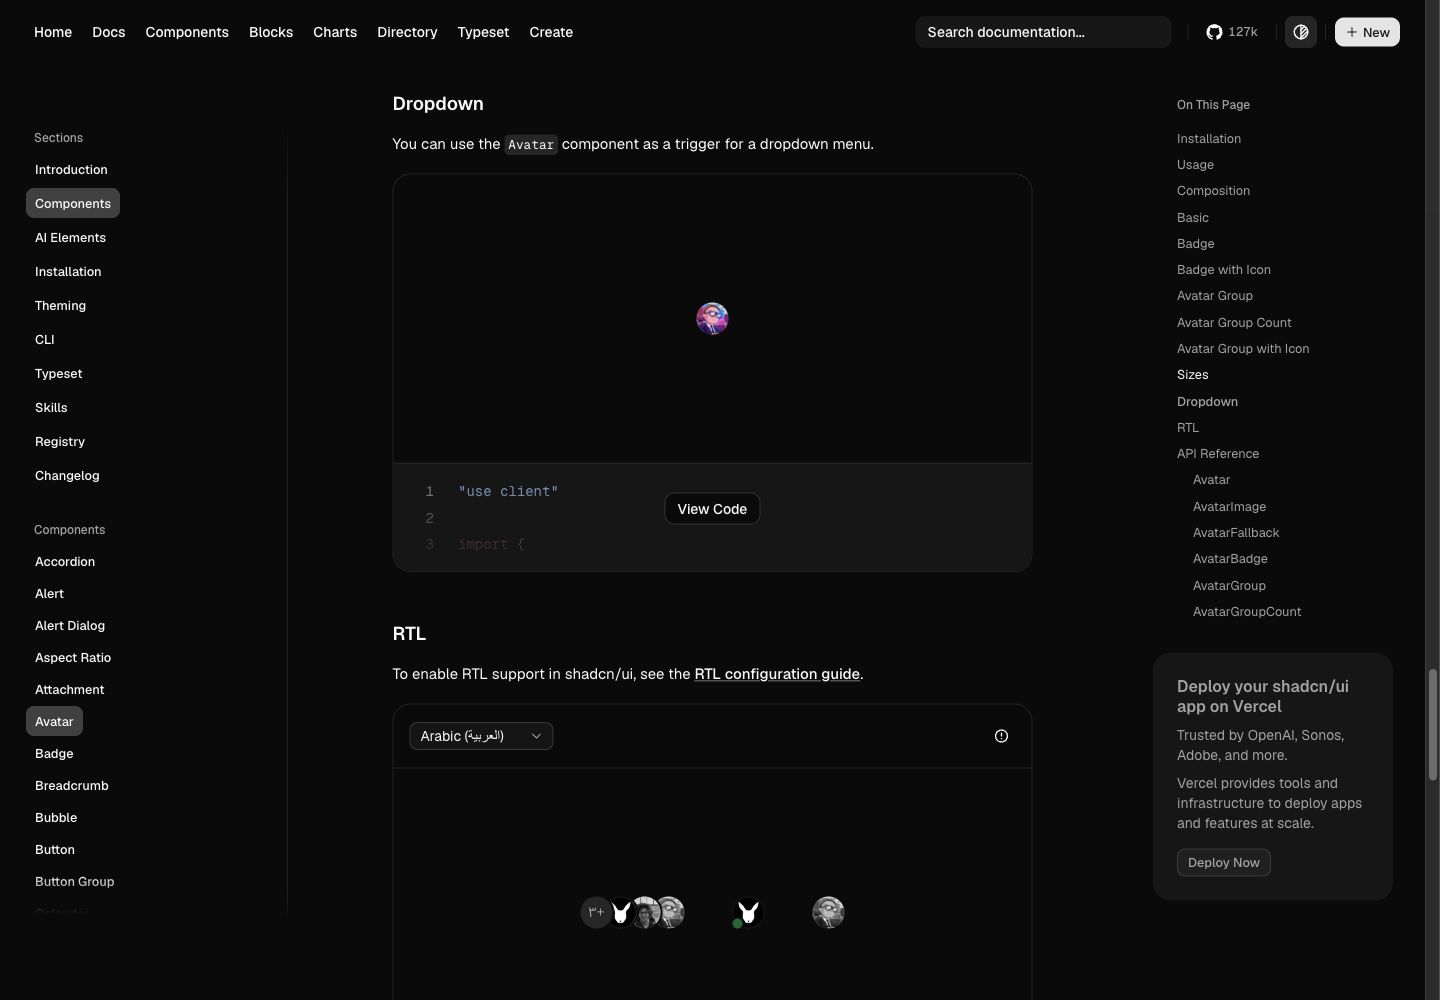 Home Docs Components Blocks Charts Directory Typeset Create
Search documentation...
127k
New
Sections
Introduction
Components
AI Elements
Installation
Theming
CLI
Typeset
Skills
Registry
Changelog
Components
Accordion
Alert
Alert Dialog
Aspect Ratio
Attachment
Avatar
Badge
Breadcrumb
Bubble
Button
Button Group
Calendar
Dropdown
You can use the Avatar component as a trigger for a dropdown menu.
1 "use client"
2
3 import {
View Code
RTL
To enable RTL support in shadcn/ui, see the RTL configuration guide.
Arabic (العربية)
+٣
On This Page
Installation
Usage
Composition
Basic
Badge
Badge with Icon
Avatar Group
Avatar Group Count
Avatar Group with Icon
Sizes
Dropdown
RTL
API Reference
Avatar
AvatarImage
AvatarFallback
AvatarBadge
AvatarGroup
AvatarGroupCount
Deploy your shadcn/ui
app on Vercel
Trusted by OpenAI, Sonos,
Adobe, and more.
Vercel provides tools and
infrastructure to deploy apps
and features at scale.
Deploy Now